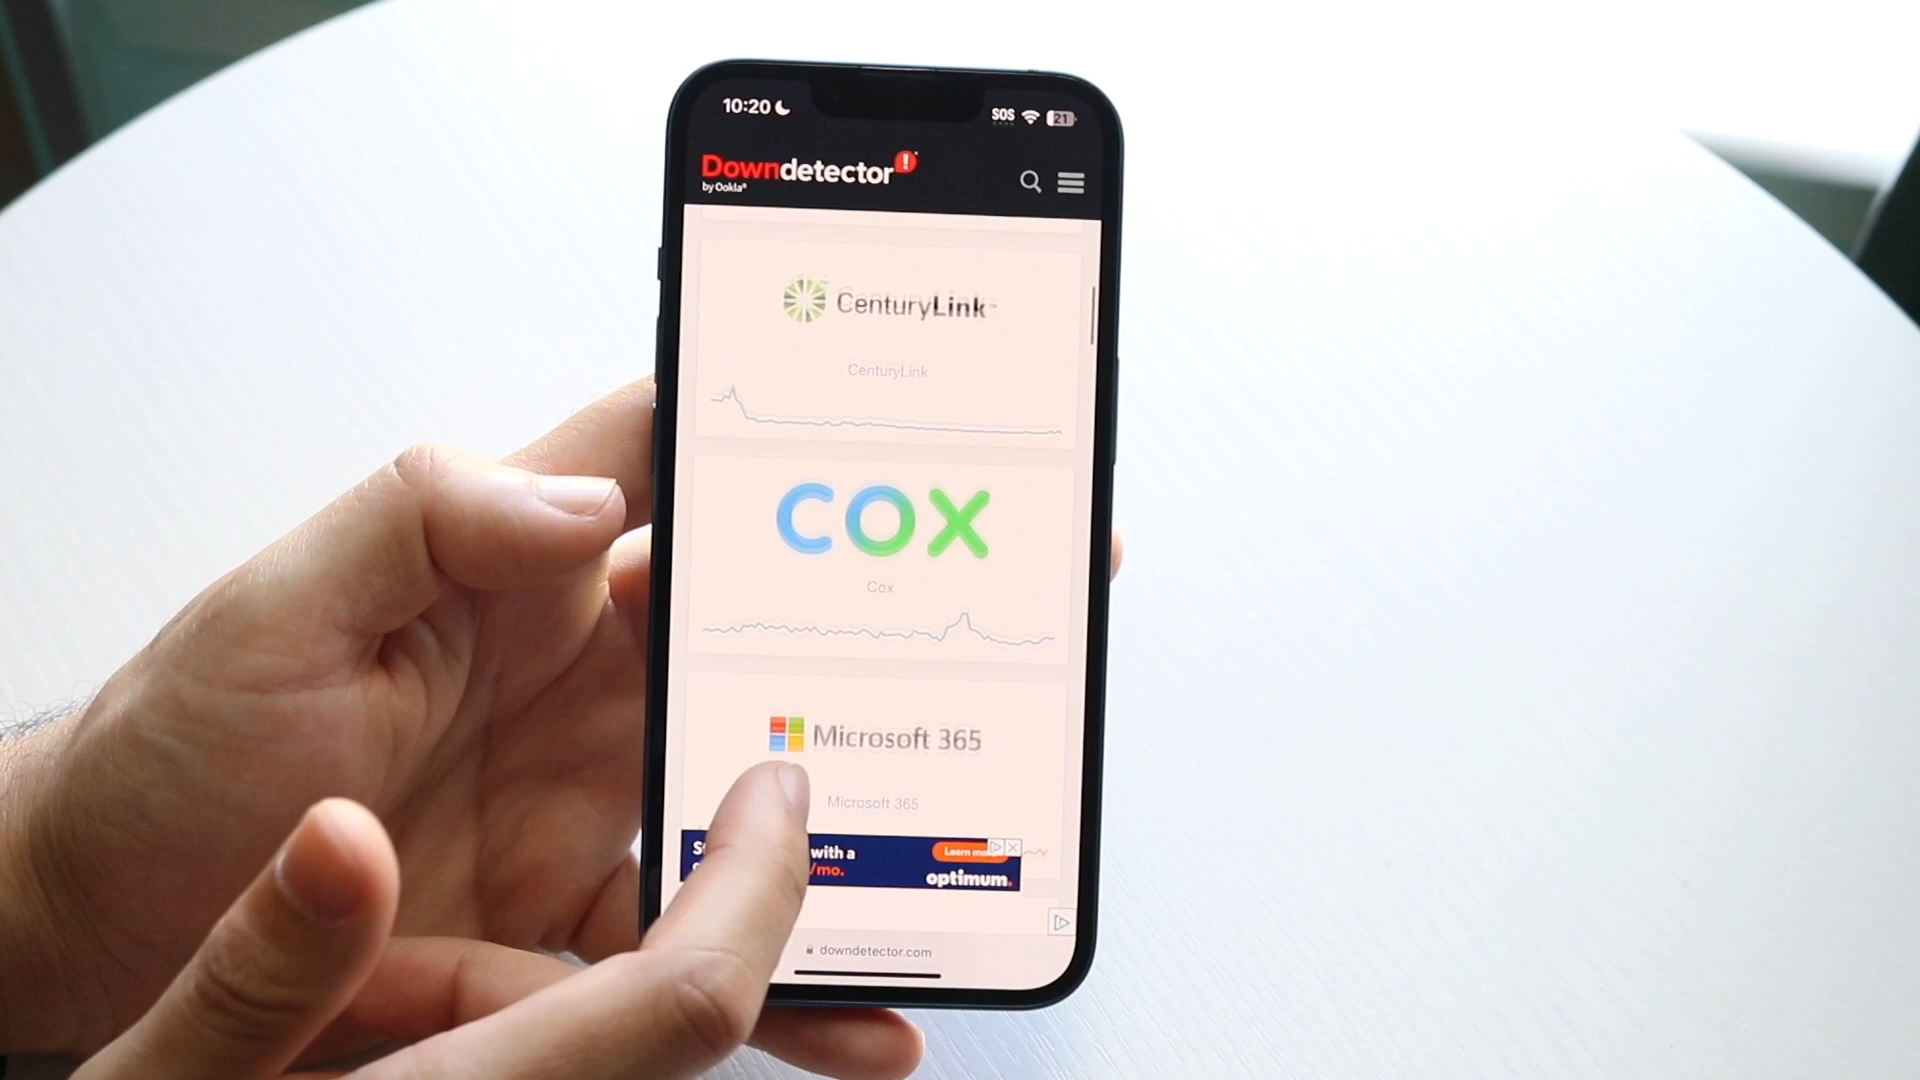 10:20
SOS
21
Downdetector
by Ookla®
CenturyLink
CenturyLink
COX
Cox
Microsoft 365
Microsoft 365
with a
/mo.
Learn
optimum.
downdetector.com